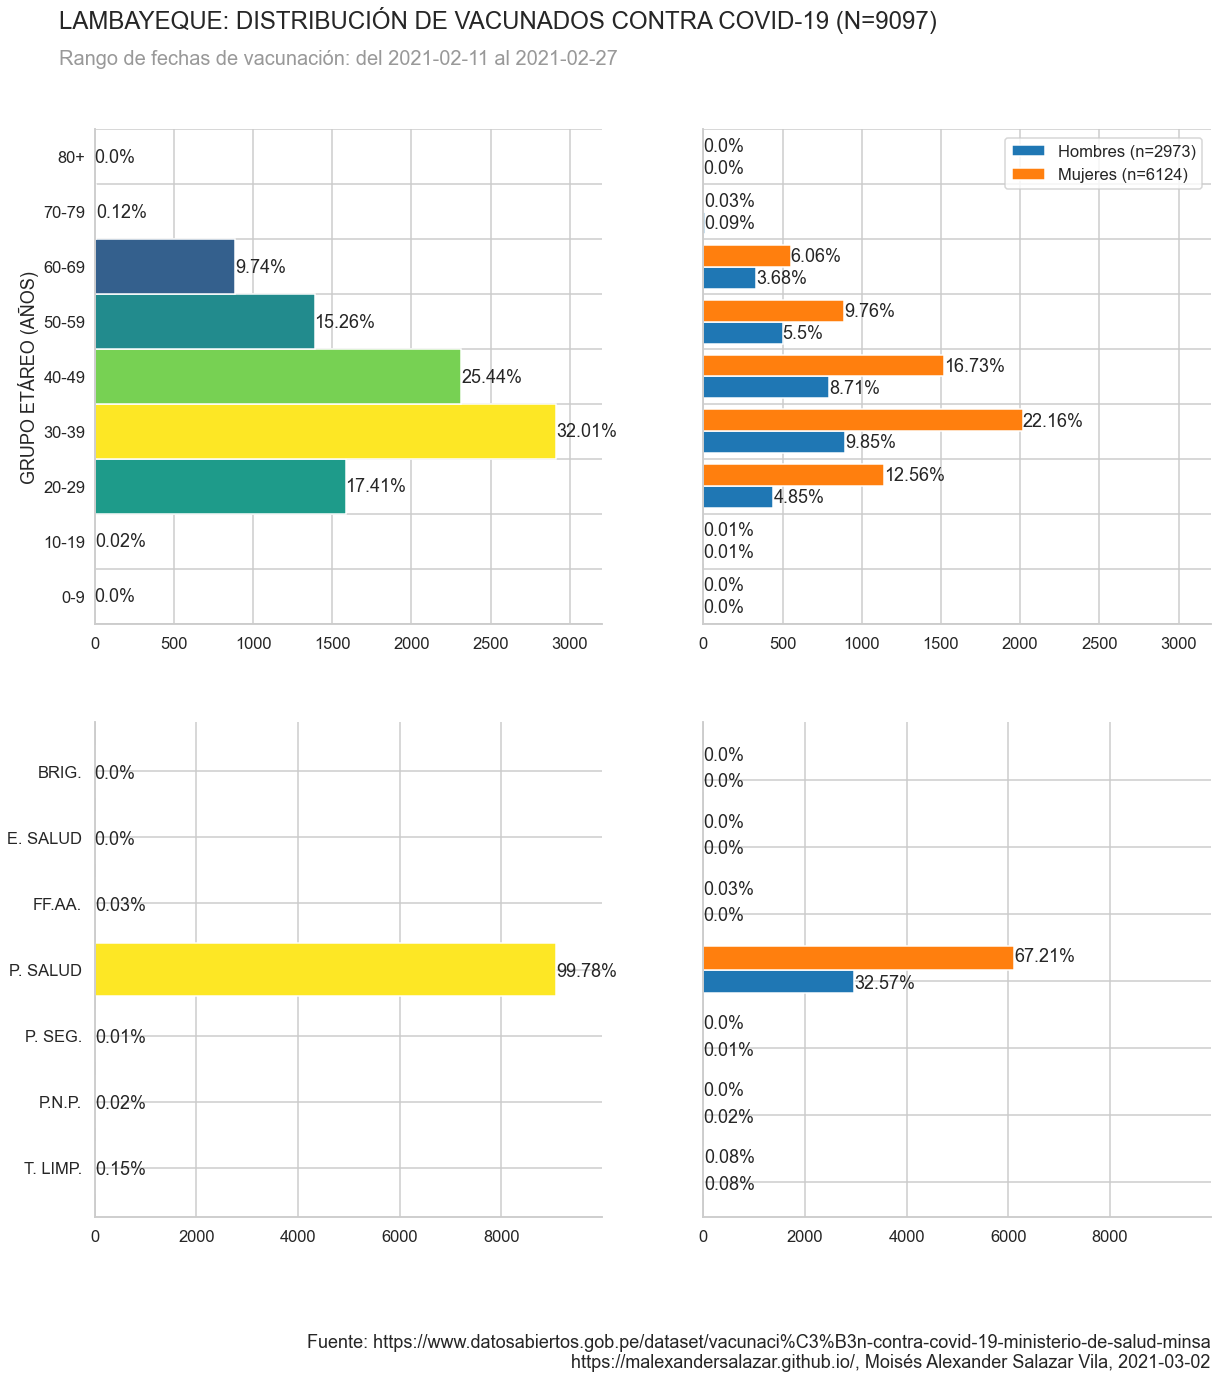 LAMBAYEQUE: DISTRIBUCIÓN DE VACUNADOS CONTRA COVID-19 (N=9097)
Rango de fechas de vacunación: del 2021-02-11 al 2021-02-27
GRUPO ETÁREO (AÑOS)
80+ 0.0%
70-79 0.12%
60-69 9.74%
50-59 15.26%
40-49 25.44%
30-39 32.01%
20-29 17.41%
10-19 0.02%
0-9 0.0%
0 500 1000 1500 2000 2500 3000
Hombres (n=2973)
Mujeres (n=6124)
0.0%
0.0%
0.03%
0.09%
6.06%
3.68%
9.76%
5.5%
16.73%
8.71%
22.16%
9.85%
12.56%
4.85%
0.01%
0.01%
0.0%
0.0%
0 500 1000 1500 2000 2500 3000
BRIG. 0.0%
E. SALUD 0.0%
FF.AA. 0.03%
P. SALUD 99.78%
P. SEG. 0.01%
P.N.P. 0.02%
T. LIMP. 0.15%
0 2000 4000 6000 8000
0.0%
0.0%
0.0%
0.0%
0.03%
0.0%
67.21%
32.57%
0.0%
0.01%
0.0%
0.02%
0.08%
0.08%
0 2000 4000 6000 8000
Fuente: https://www.datosabiertos.gob.pe/dataset/vacunaci%C3%B3n-contra-covid-19-ministerio-de-salud-minsa
https://malexandersalazar.github.io/, Moisés Alexander Salazar Vila, 2021-03-02